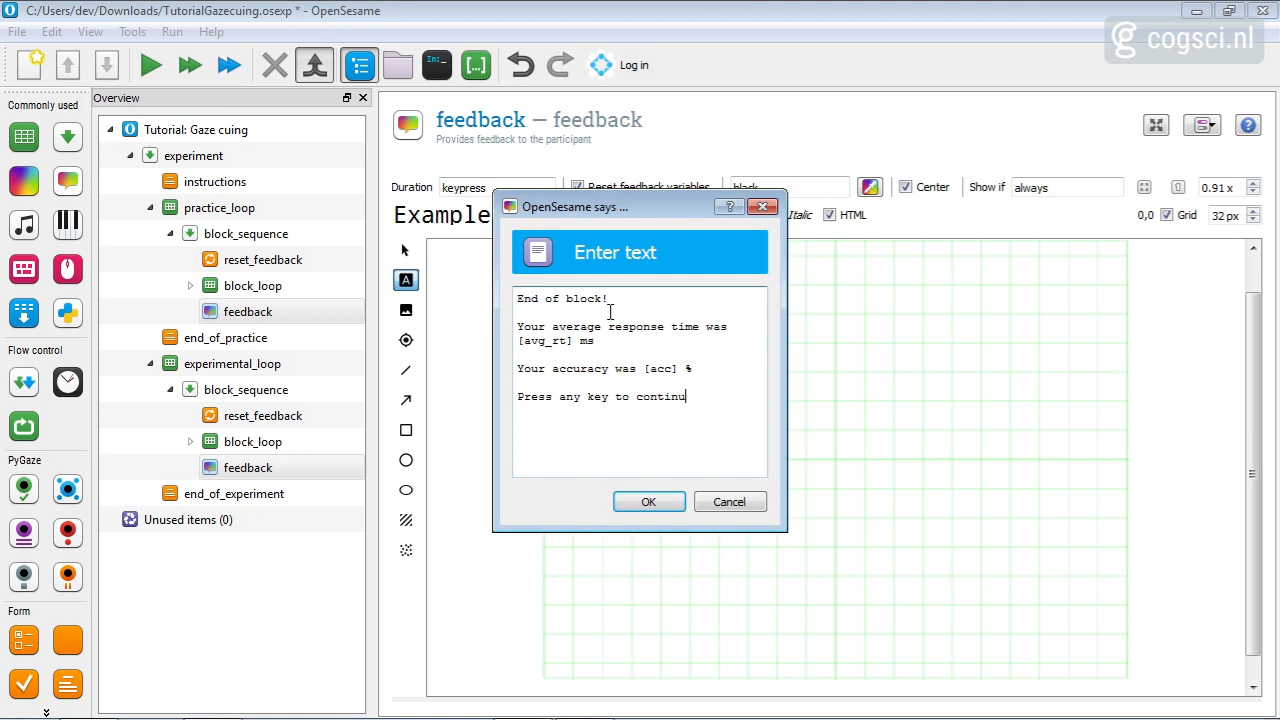 C:/Users/dev/Downloads/TutorialGazecuing.osexp * - OpenSesame
File Edit View Tools Run Help
cogsci.nl
In:_
[...]
Log in
Commonly used
Overview
Tutorial: Gaze cuing
experiment
instructions
practice_loop
block_sequence
reset_feedback
block_loop
feedback
end_of_practice
experimental_loop
block_sequence
reset_feedback
block_loop
feedback
end_of_experiment
Unused items (0)
Flow control
PyGaze
Form
feedback — feedback
Provides feedback to the participant
Duration keypress Reset feedback variables black Center Show if always 0.91x
Example Italic HTML 0,0 Grid 32 px
OpenSesame says ...
Enter text
End of block!
Your average response time was
[avg_rt] ms
Your accuracy was [acc] %
Press any key to continu
OK Cancel